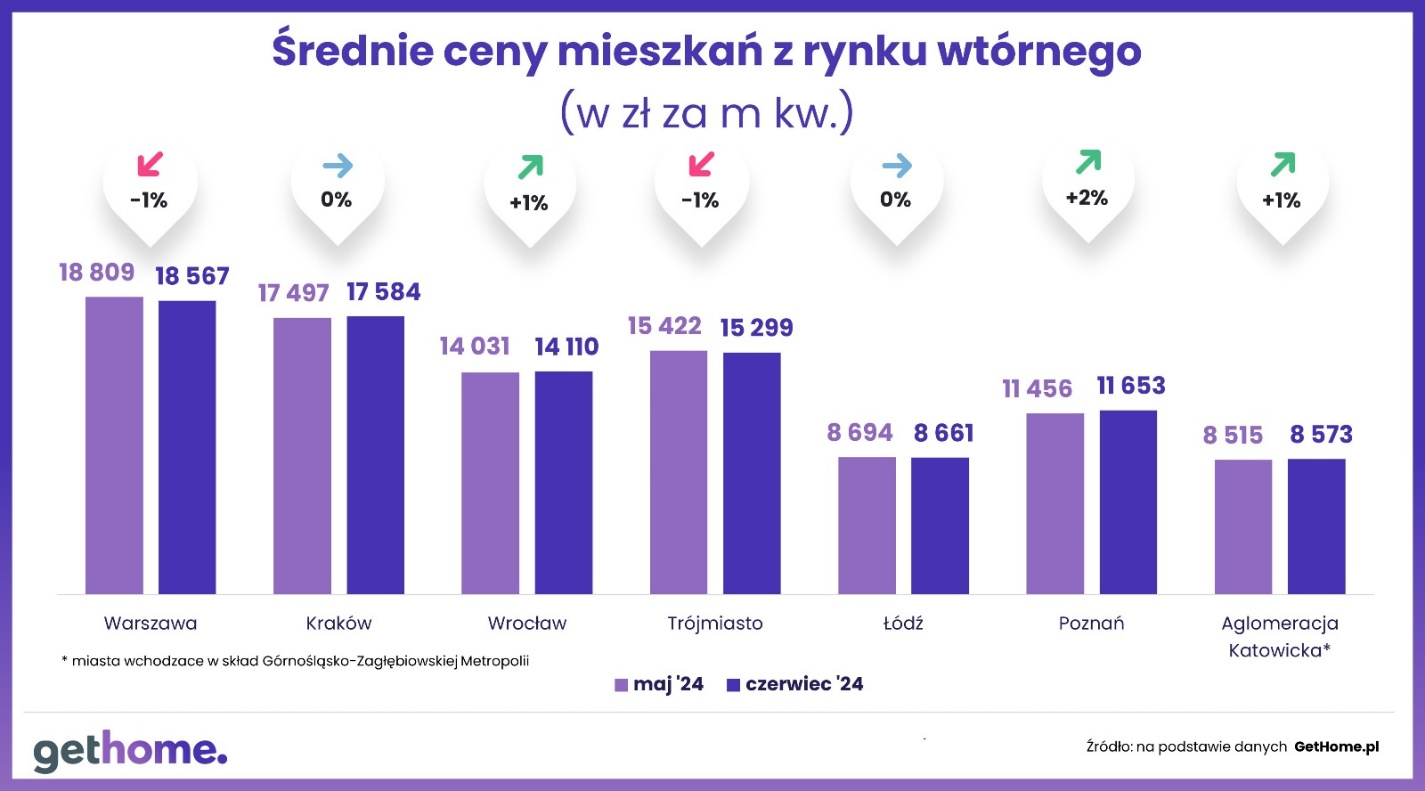 Średnie ceny mieszkań z rynku wtórnego
(w zł za m kw.)
-1%
0%
+1%
-1%
0%
+2%
+1%
18 809 18 567
17 497 17 584
14 031 14 110
15 422 15 299
8 694 8 661
11 456 11 653
8 515 8 573
Warszawa
Kraków
Wrocław
Trójmiasto
Łódź
Poznań
Aglomeracja
Katowicka*
* miasta wchodzace w skład Górnośląsko-Zagłębiowskiej Metropolii
maj '24 czerwiec '24
gethome.
Źródło: na podstawie danych GetHome.pl